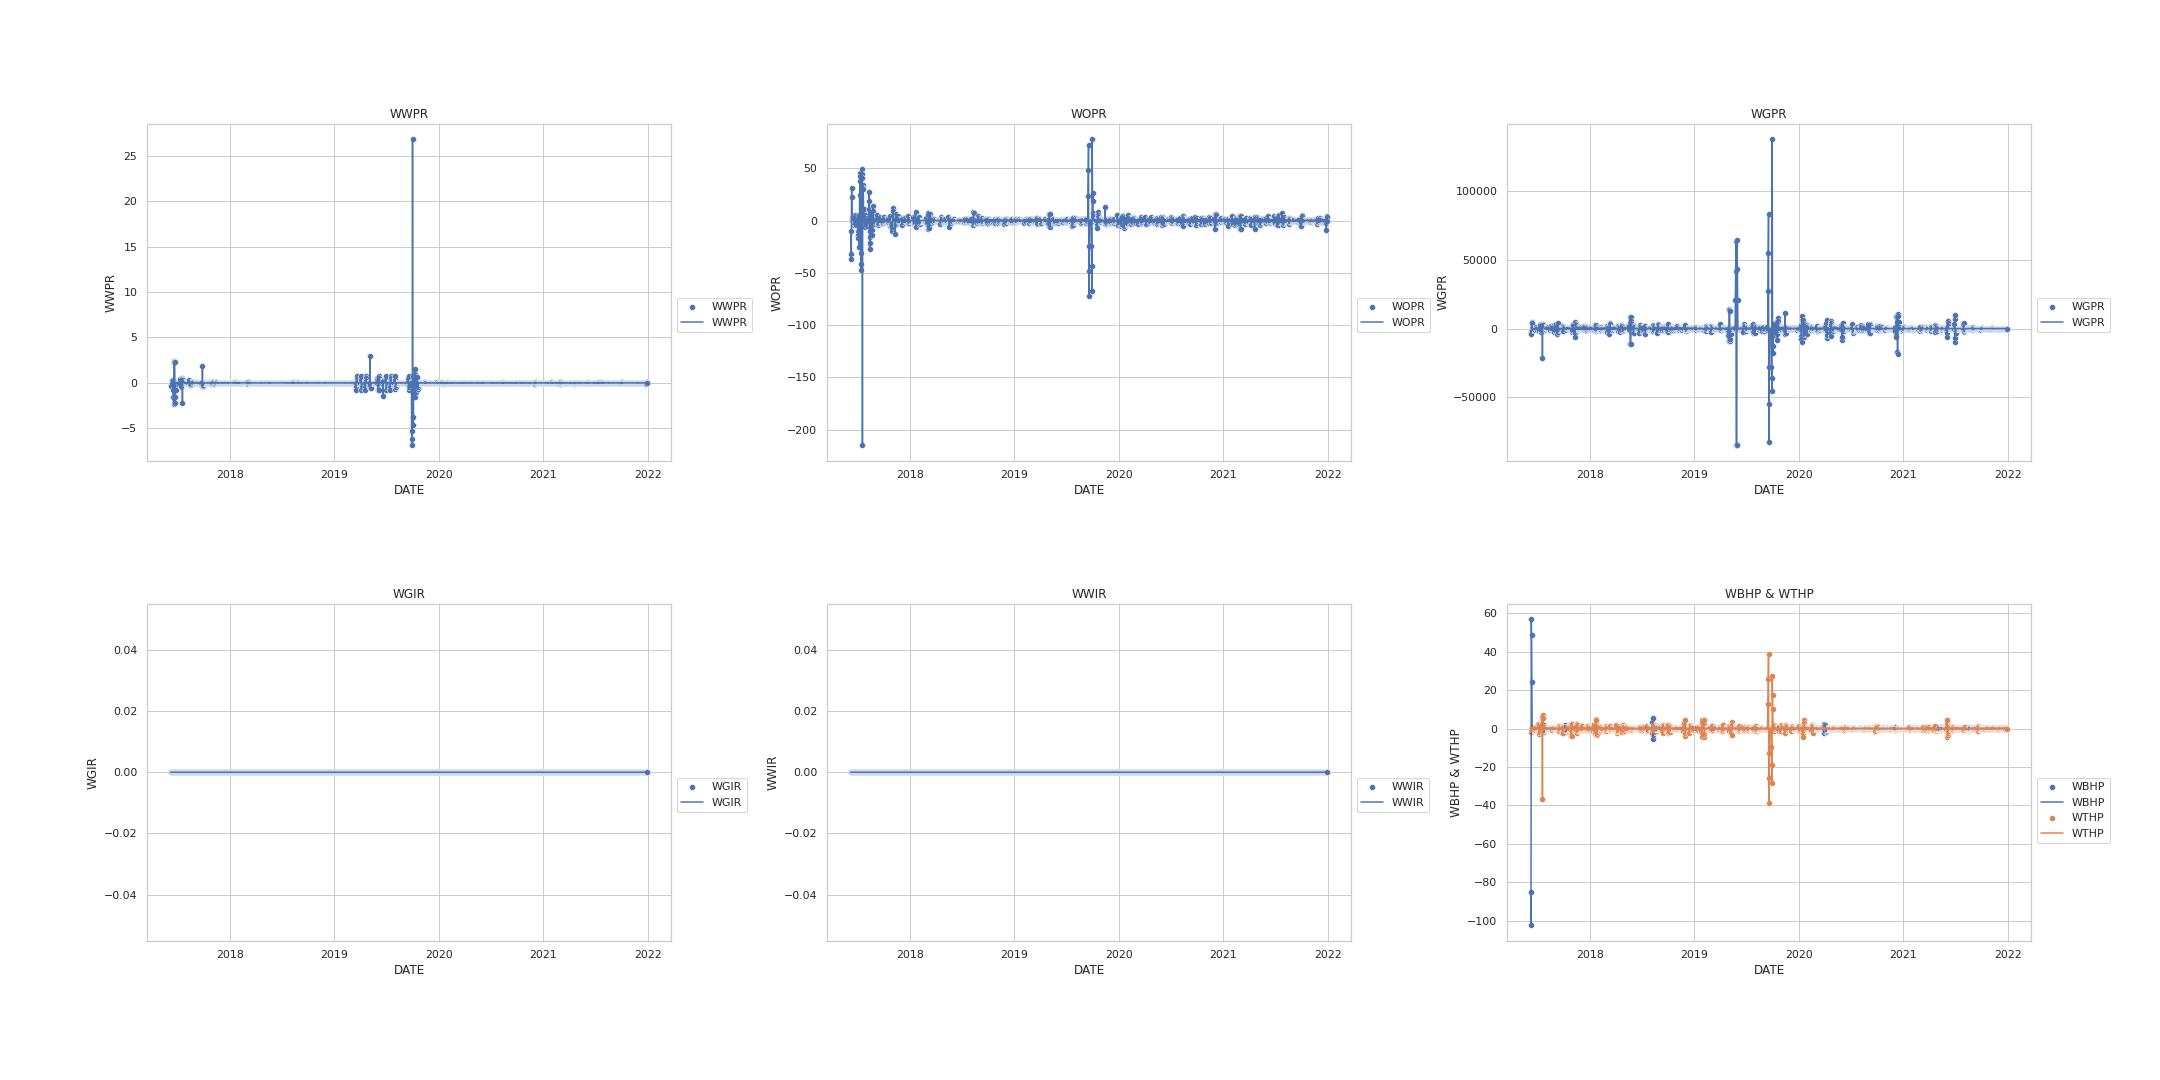 WWPR
WWPR
25
20
15
10
5
0
−5
2018 2019 2020 2021 2022
DATE
WWPR
WWPR
WOPR
WOPR
50
0
−50
−100
−150
−200
2018 2019 2020 2021 2022
DATE
WOPR
WOPR
WGPR
WGPR
100000
50000
0
−50000
2018 2019 2020 2021 2022
DATE
WGPR
WGPR
WGIR
WGIR
0.04
0.02
0.00
−0.02
−0.04
2018 2019 2020 2021 2022
DATE
WGIR
WGIR
WWIR
WWIR
0.04
0.02
0.00
−0.02
−0.04
2018 2019 2020 2021 2022
DATE
WWIR
WWIR
WBHP & WTHP
WBHP & WTHP
60
40
20
0
−20
−40
−60
−80
−100
2018 2019 2020 2021 2022
DATE
WBHP
WBHP
WTHP
WTHP